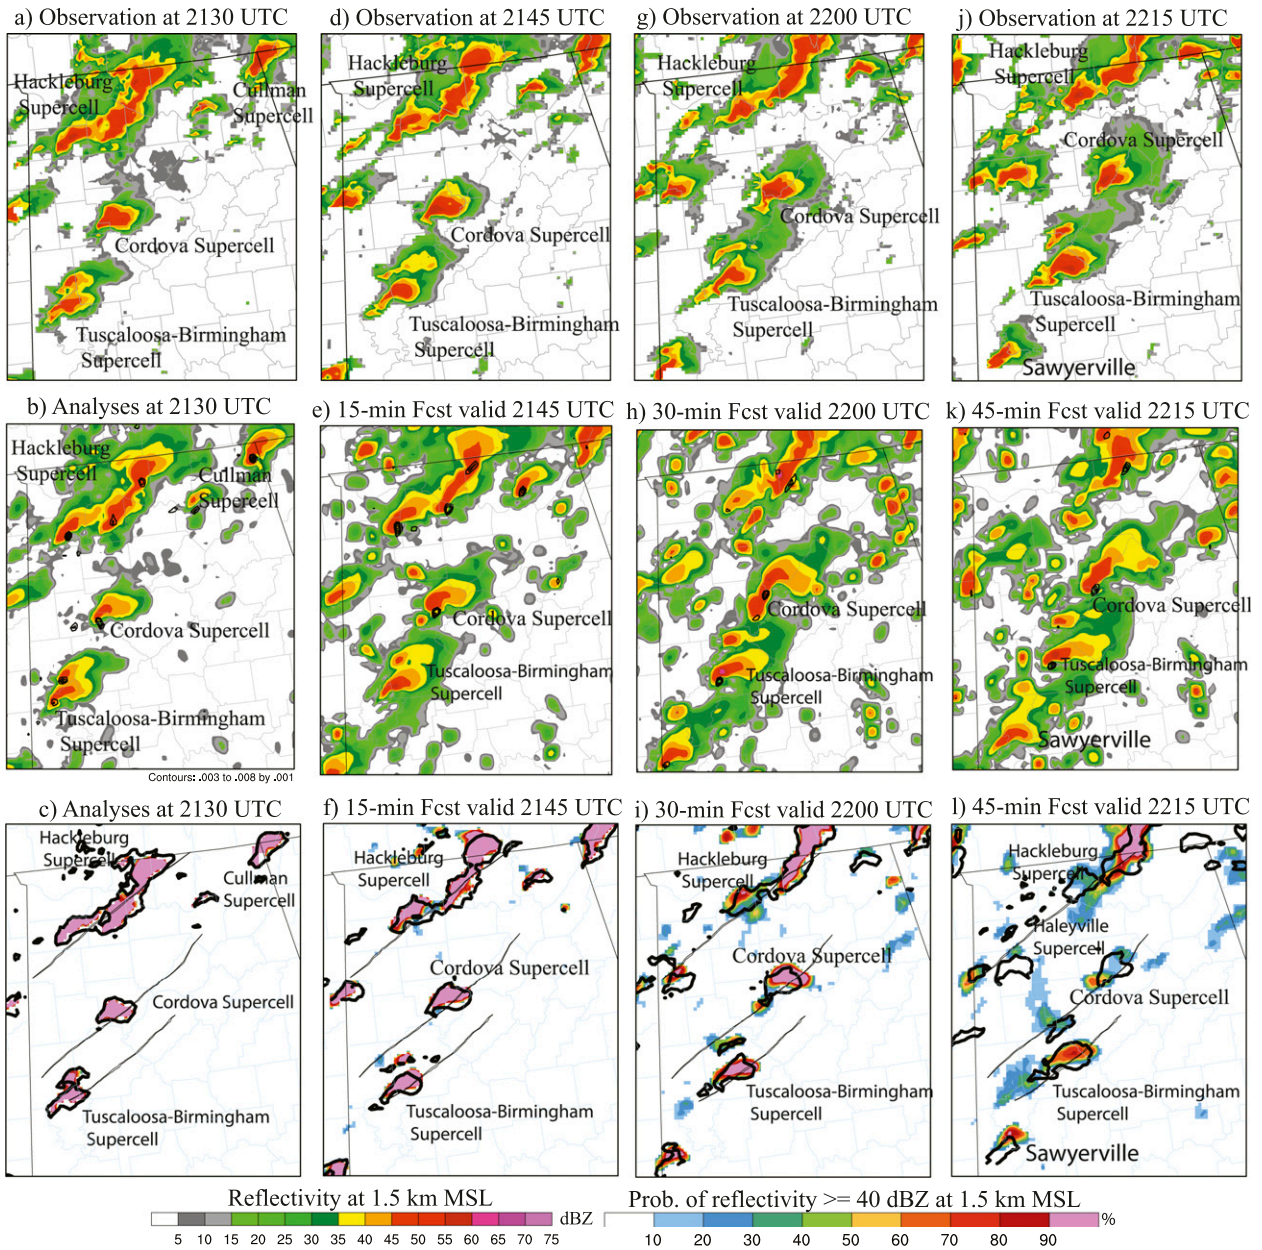 a) Observation at 2130 UTC
d) Observation at 2145 UTC
g) Observation at 2200 UTC
j) Observation at 2215 UTC
Hackleburg
Supercell
Cullman
Supercell
Cordova Supercell
Tuscaloosa-Birmingham
Supercell
Hackleburg
Supercell
Cordova Supercell
Tuscaloosa-Birmingham
Supercell
Hackleburg
Supercell
Cordova Supercell
Tuscaloosa-Birmingham
Supercell
Hackleburg
Supercell
Cordova Supercell
Tuscaloosa-Birmingham
Supercell
Sawyerville
b) Analyses at 2130 UTC
e) 15-min Fcst valid 2145 UTC
h) 30-min Fcst valid 2200 UTC
k) 45-min Fcst valid 2215 UTC
Hackleburg
Supercell
Cullman
Supercell
Cordova Supercell
Tuscaloosa-Birmingham
Supercell
Contours: .003 to .008 by .001
Cordova Supercell
Tuscaloosa-Birmingham
Supercell
Cordova Supercell
Tuscaloosa-Birmingham
Supercell
Cordova Supercell
Tuscaloosa-Birmingham
Supercell
Sawyerville
c) Analyses at 2130 UTC
f) 15-min Fcst valid 2145 UTC
i) 30-min Fcst valid 2200 UTC
l) 45-min Fcst valid 2215 UTC
Hackleburg
Supercell
Cullman
Supercell
Cordova Supercell
Tuscaloosa-Birmingham
Supercell
Hackleburg
Supercell
Cordova Supercell
Tuscaloosa-Birmingham
Supercell
Hackleburg
Supercell
Cordova Supercell
Tuscaloosa-Birmingham
Supercell
Hackleburg
Supercell
Haleyville
Supercell
Cordova Supercell
Tuscaloosa-Birmingham
Supercell
Sawyerville
Reflectivity at 1.5 km MSL
dBZ
5 10 15 20 25 30 35 40 45 50 55 60 65 70 75
Prob. of reflectivity >= 40 dBZ at 1.5 km MSL
%
10 20 30 40 50 60 70 80 90